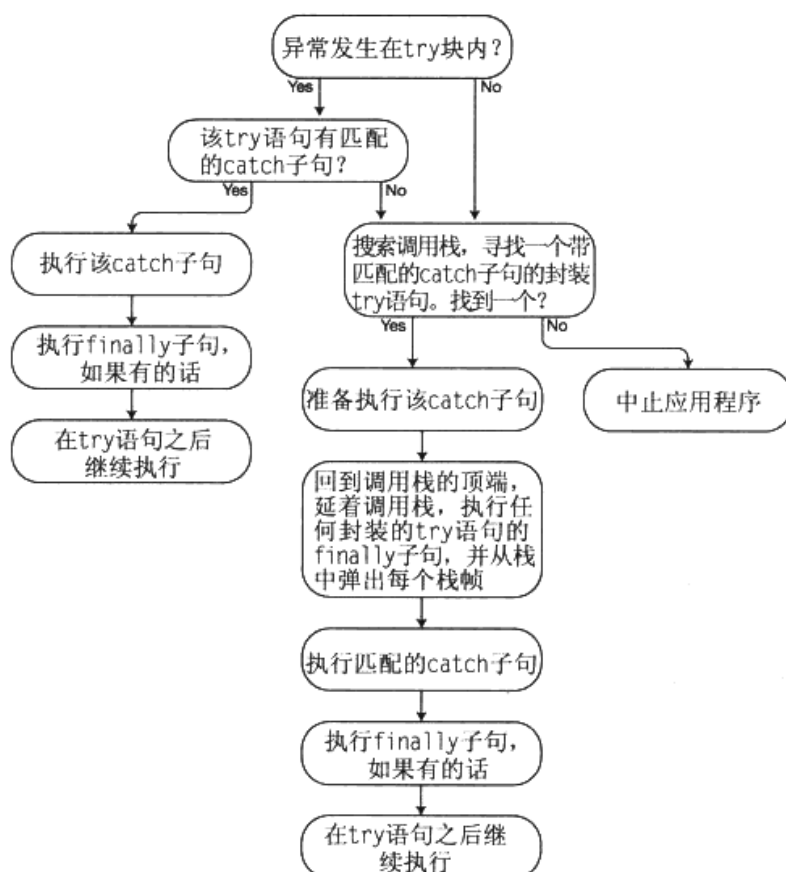 异常发生在try块内？
Yes
No
该try语句有匹配
的catch子句？
Yes
No
执行该catch子句
搜索调用栈，寻找一个带
匹配的catch子句的封装
try语句。找到一个？
执行finally子句，
如果有的话
Yes
No
准备执行该catch子句
中止应用程序
在try语句之后
继续执行
回到调用栈的顶端，
延着调用栈，执行任
何封装的try语句的
finally子句，并从栈
中弹出每个栈帧
执行匹配的catch子句
执行finally子句，
如果有的话
在try语句之后继
续执行